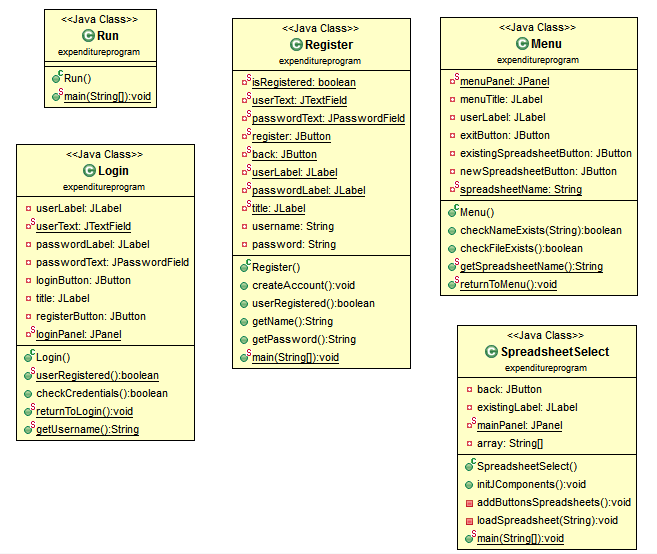 <<Java Class>>
Run
expenditureprogram
Run()
main(String[]):void
<<Java Class>>
Login
expenditureprogram
userLabel: JLabel
userText: JTextField
passwordLabel: JLabel
passwordText: JPasswordField
loginButton: JButton
title: JLabel
registerButton: JButton
loginPanel: JPanel
Login()
userRegistered():boolean
checkCredentials():boolean
returnToLogin():void
getUsername():String
<<Java Class>>
Register
expenditureprogram
isRegistered: boolean
userText: JTextField
passwordText: JPasswordField
register: JButton
back: JButton
userLabel: JLabel
passwordLabel: JLabel
title: JLabel
username: String
password: String
Register()
createAccount():void
userRegistered():boolean
getName():String
getPassword():String
main(String[]):void
<<Java Class>>
Menu
expenditureprogram
menuPanel: JPanel
menuTitle: JLabel
userLabel: JLabel
exitButton: JButton
existingSpreadsheetButton: JButton
newSpreadsheetButton: JButton
spreadsheetName: String
Menu()
checkNameExists(String):boolean
checkFileExists():boolean
getSpreadsheetName():String
returnToMenu():void
<<Java Class>>
SpreadsheetSelect
expenditureprogram
back: JButton
existingLabel: JLabel
mainPanel: JPanel
array: String[]
SpreadsheetSelect()
initJComponents():void
addButtonsSpreadsheets():void
loadSpreadsheet(String):void
main(String[]):void